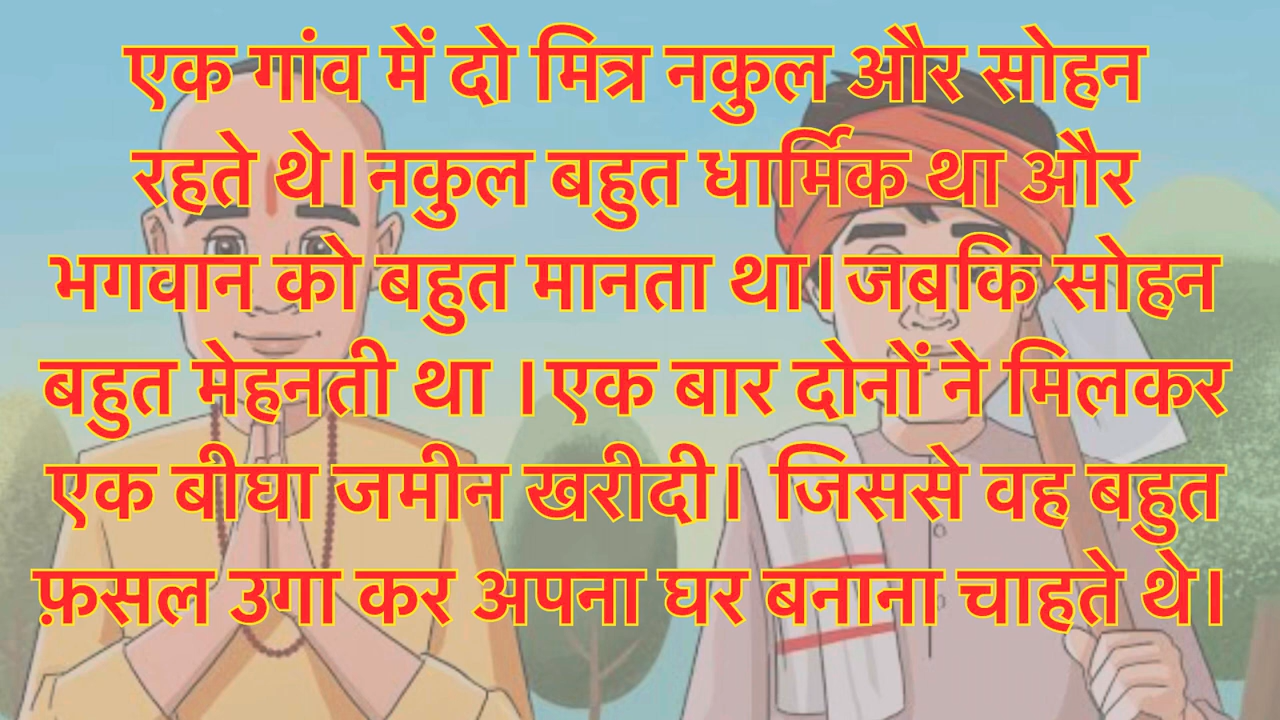 एक गांव में दो मित्र नकुल और सोहन
रहते थे। नकुल बहुत धार्मिक था और
भगवान को बहुत मानता था। जबकि सोहन
बहुत मेहनती था । एक बार दोनों ने मिलकर
एक बीघा जमीन खरीदी। जिससे वह बहुत
फ़सल उगा कर अपना घर बनाना चाहते थे।